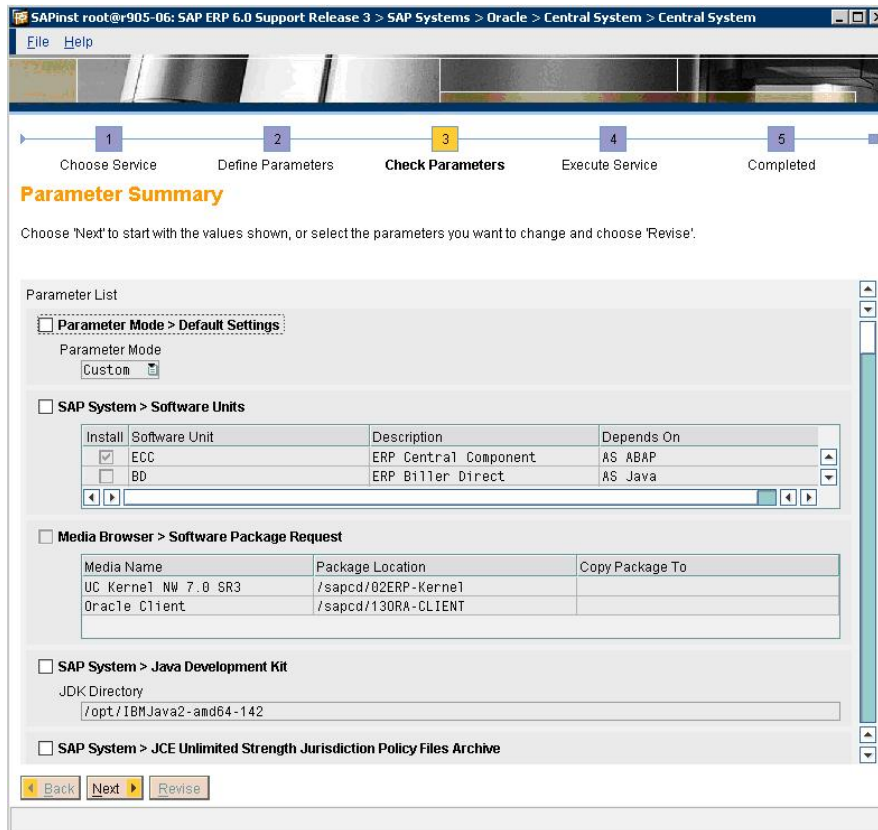 SAPinst root@r905-06: SAP ERP 6.0 Support Release 3 > SAP Systems > Oracle > Central System > Central System
File Help
1 2 3 4 5
Choose Service Define Parameters Check Parameters Execute Service Completed
Parameter Summary
Choose 'Next' to start with the values shown, or select the parameters you want to change and choose 'Revise'.
Parameter List
Parameter Mode > Default Settings
Parameter Mode
Custom
SAP System > Software Units
Install Software Unit Description Depends On
ECC ERP Central Component AS ABAP
BD ERP Biller Direct AS Java
Media Browser > Software Package Request
Media Name Package Location Copy Package To
UC Kernel NW 7.0 SR3 /sapcd/02ERP-Kernel
Oracle Client /sapcd/13ORA-CLIENT
SAP System > Java Development Kit
JDK Directory
/opt/IBMJava2-amd64-142
SAP System > JCE Unlimited Strength Jurisdiction Policy Files Archive
Back Next Revise